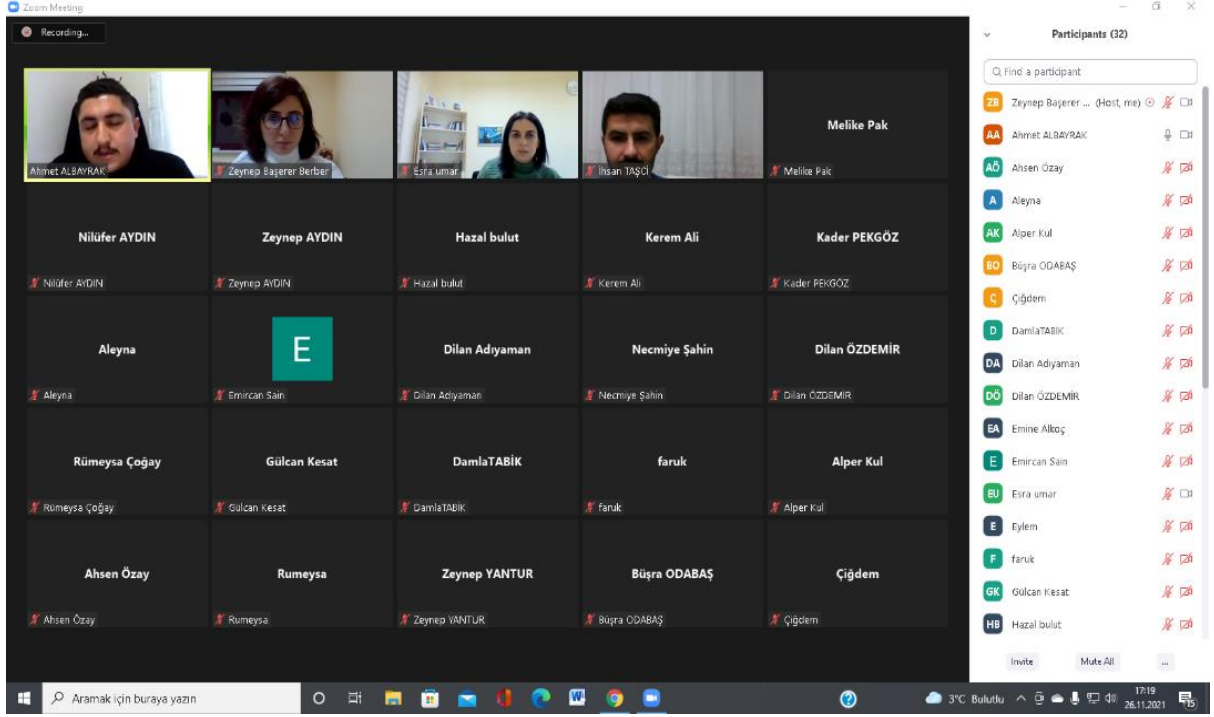 Zoom Meeting
Recording...
Ahmet ALBAYRAK
Zeynep Başerer Berber
Esra umar
İhsan TAŞCİ
Melike Pak
Melike Pak
Nilüfer AYDIN
Zeynep AYDIN
Hazal bulut
Kerem Ali
Kader PEKGÖZ
Nilüfer AYDIN
Zeynep AYDIN
Hazal bulut
Kerem Ali
Kader PEKGÖZ
Aleyna
E
Dilan Adıyaman
Necmiye Şahin
Dilan ÖZDEMİR
Aleyna
Emircan Sain
Dilan Adıyaman
Necmiye Şahin
Dilan ÖZDEMİR
Rümeysa Çoğay
Gülcan Kesat
DamlaTABİK
faruk
Alper Kul
Rümeysa Çoğay
Gülcan Kesat
DamlaTABİK
faruk
Alper Kul
Ahsen Özay
Rumeysa
Zeynep YANTUR
Büşra ODABAŞ
Çiğdem
Ahsen Özay
Rumeysa
Zeynep YANTUR
Büşra ODABAŞ
Çiğdem
Participants (32)
Find a participant
ZB Zeynep Başerer ... (Host, me)
AA Ahmet ALBAYRAK
AÖ Ahsen Özay
A Aleyna
AK Alper Kul
BO Büşra ODABAŞ
Ç Çiğdem
D DamlaTABİK
DA Dilan Adıyaman
DÖ Dilan ÖZDEMİR
EA Emine Alkoç
E Emircan Sain
EU Esra umar
E Eylem
F faruk
GK Gülcan Kesat
HB Hazal bulut
Invite Mute All ...
Aramak için buraya yazın
3°C Bulutlu
17:19
26.11.2021
15